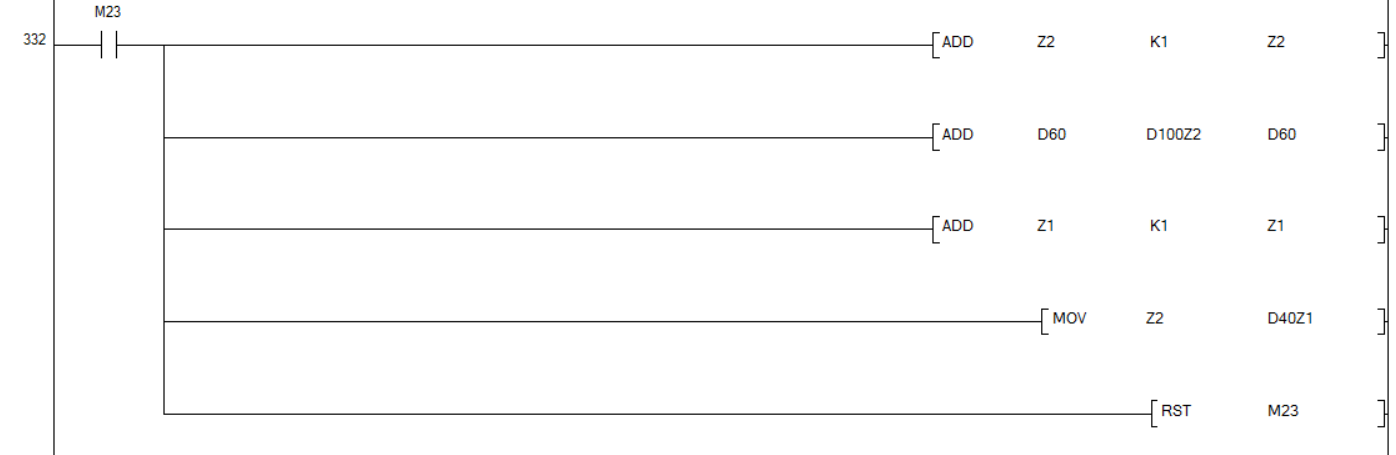 M23
332 ADD Z2 K1 Z2
ADD D60 D100Z2 D60
ADD Z1 K1 Z1
MOV Z2 D40Z1
RST M23